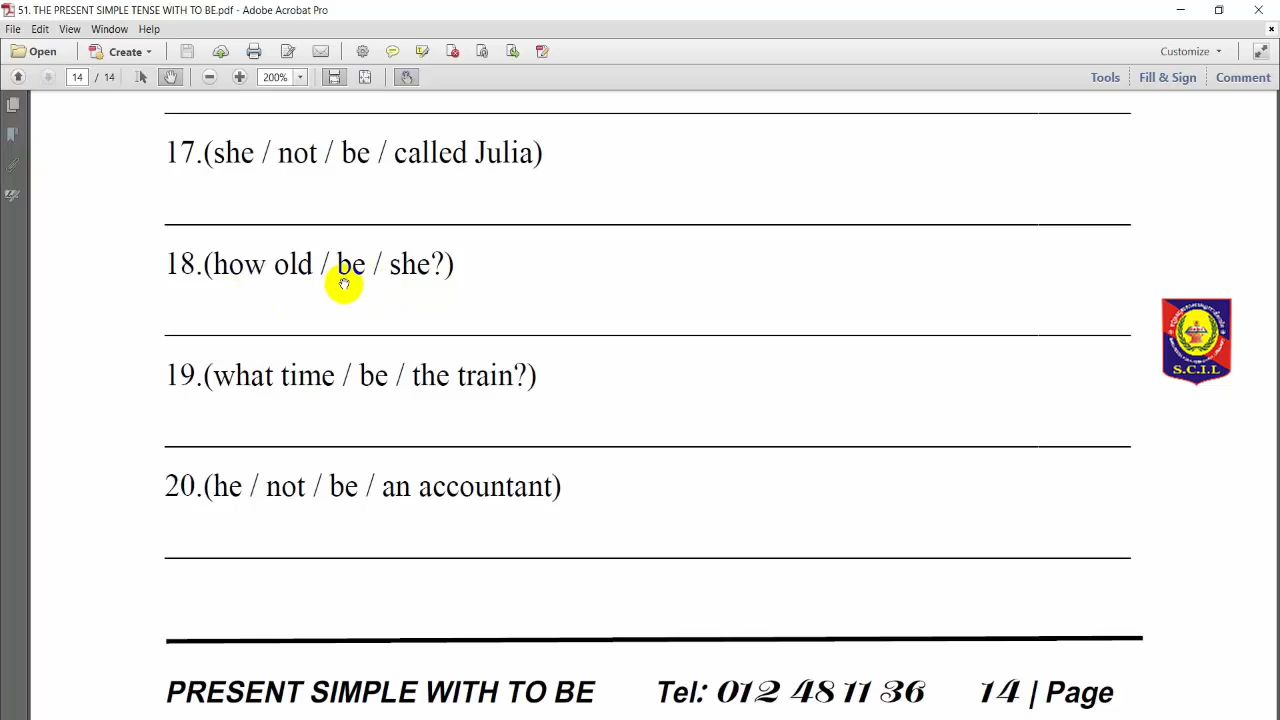 51. THE PRESENT SIMPLE TENSE WITH TO BE.pdf - Adobe Acrobat Pro
File Edit View Window Help
Open Create Customize
14 / 14 200% Tools Fill & Sign Comment
17.(she / not / be / called Julia)
18.(how old / be / she?)
19.(what time / be / the train?)
S.C.I.L
20.(he / not / be / an accountant)
PRESENT SIMPLE WITH TO BE Tel: 012 48 11 36 14 | Page